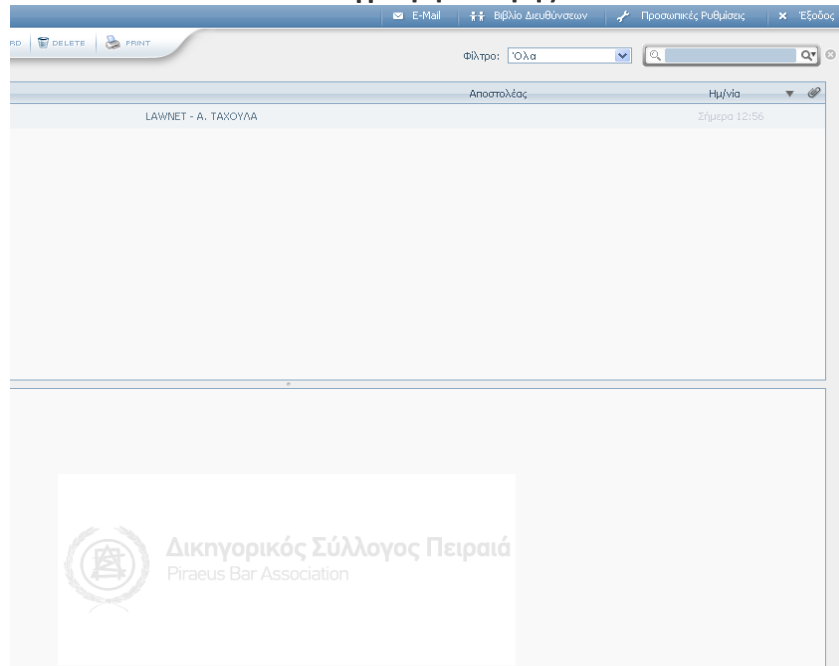 E-Mail Βιβλίο Διευθύνσεων Προσωπικές Ρυθμίσεις Έξοδος
RD DELETE PRINT
Φίλτρο: Όλα
Αποστολέας Ημ/νία
LAWNET - Α. ΤΑΧΟΥΛΑ Σήμερα 12:56
Δικηγορικός Σύλλογος Πειραιά
Piraeus Bar Association